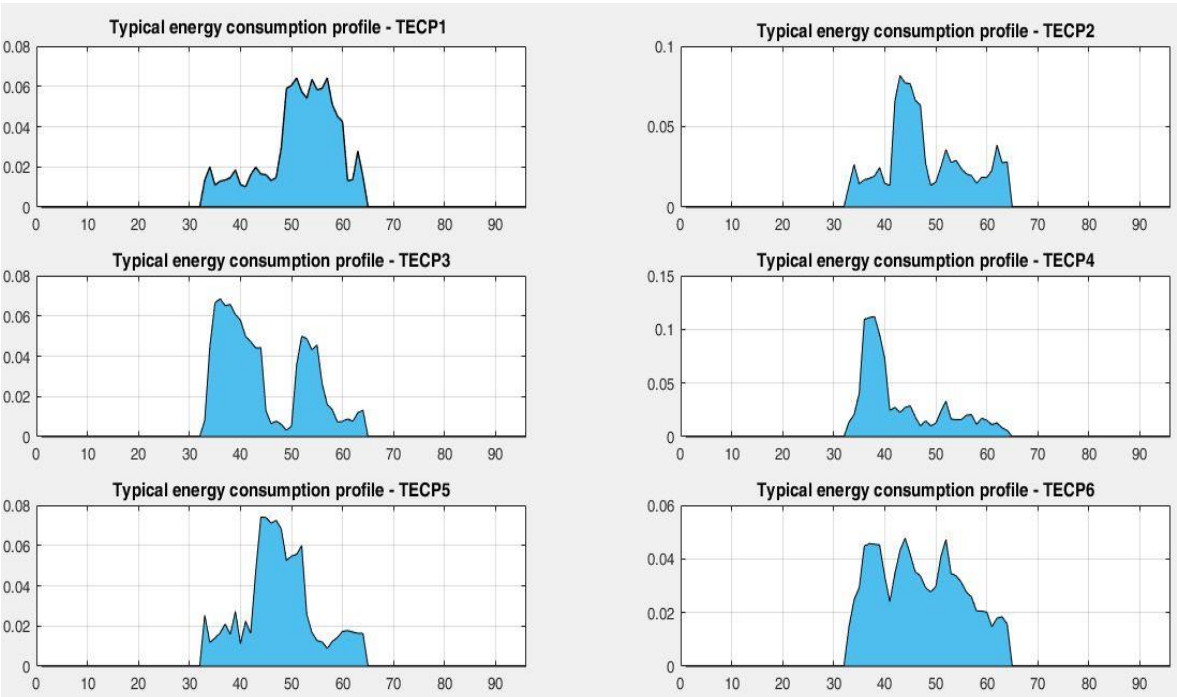 Typical energy consumption profile - TECP1
0.08
0.06
0.04
0.02
0
0 10 20 30 40 50 60 70 80 90
Typical energy consumption profile - TECP2
0.1
0.05
0
0 10 20 30 40 50 60 70 80 90
Typical energy consumption profile - TECP3
0.08
0.06
0.04
0.02
0
0 10 20 30 40 50 60 70 80 90
Typical energy consumption profile - TECP4
0.15
0.1
0.05
0
0 10 20 30 40 50 60 70 80 90
Typical energy consumption profile - TECP5
0.08
0.06
0.04
0.02
0
0 10 20 30 40 50 60 70 80 90
Typical energy consumption profile - TECP6
0.06
0.04
0.02
0
0 10 20 30 40 50 60 70 80 90